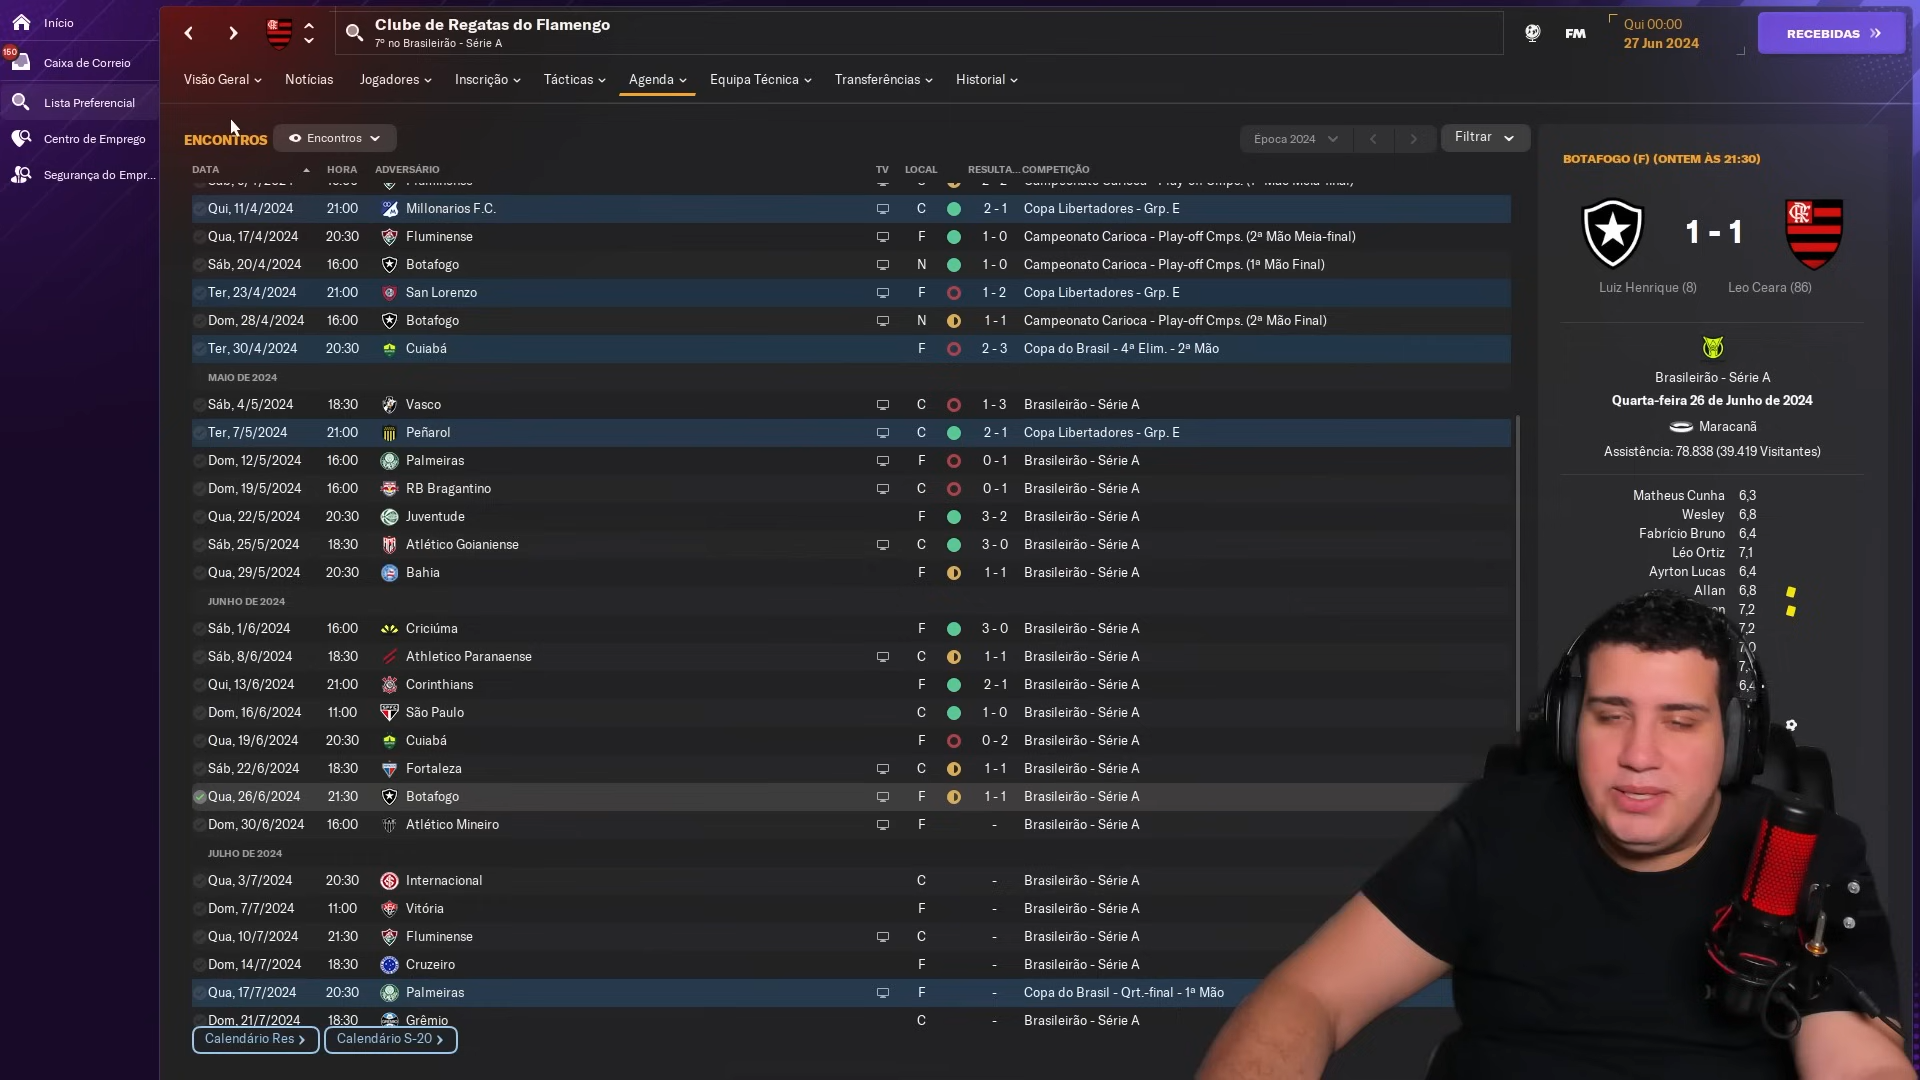 Início
150
Caixa de Correio
Lista Preferencial
Centro de Emprego
Segurança do Empr...
Clube de Regatas do Flamengo
7º no Brasileirão - Série A
FM
Qui 00:00
27 Jun 2024
RECEBIDAS
Visão Geral Notícias Jogadores Inscrição Tácticas Agenda Equipa Técnica Transferências Historial
ENCONTROS Encontros Época 2024 Filtrar
DATA HORA ADVERSÁRIO TV LOCAL RESULTA... COMPETIÇÃO
Qui, 11/4/2024 21:00 Millonarios F.C. C 2 - 1 Copa Libertadores - Grp. E
Qua, 17/4/2024 20:30 Fluminense F 1 - 0 Campeonato Carioca - Play-off Cmps. (2ª Mão Meia-final)
Sáb, 20/4/2024 16:00 Botafogo N 1 - 0 Campeonato Carioca - Play-off Cmps. (1ª Mão Final)
Ter, 23/4/2024 21:00 San Lorenzo F 1 - 2 Copa Libertadores - Grp. E
Dom, 28/4/2024 16:00 Botafogo N 1 - 1 Campeonato Carioca - Play-off Cmps. (2ª Mão Final)
Ter, 30/4/2024 20:30 Cuiabá F 2 - 3 Copa do Brasil - 4ª Elim. - 2ª Mão
MAIO DE 2024
Sáb, 4/5/2024 18:30 Vasco C 1 - 3 Brasileirão - Série A
Ter, 7/5/2024 21:00 Peñarol C 2 - 1 Copa Libertadores - Grp. E
Dom, 12/5/2024 16:00 Palmeiras F 0 - 1 Brasileirão - Série A
Dom, 19/5/2024 16:00 RB Bragantino C 0 - 1 Brasileirão - Série A
Qua, 22/5/2024 20:30 Juventude F 3 - 2 Brasileirão - Série A
Sáb, 25/5/2024 18:30 Atlético Goianiense C 3 - 0 Brasileirão - Série A
Qua, 29/5/2024 20:30 Bahia F 1 - 1 Brasileirão - Série A
JUNHO DE 2024
Sáb, 1/6/2024 16:00 Criciúma F 3 - 0 Brasileirão - Série A
Sáb, 8/6/2024 18:30 Athletico Paranaense C 1 - 1 Brasileirão - Série A
Qui, 13/6/2024 21:00 Corinthians F 2 - 1 Brasileirão - Série A
Dom, 16/6/2024 11:00 São Paulo C 1 - 0 Brasileirão - Série A
Qua, 19/6/2024 20:30 Cuiabá F 0 - 2 Brasileirão - Série A
Sáb, 22/6/2024 18:30 Fortaleza C 1 - 1 Brasileirão - Série A
Qua, 26/6/2024 21:30 Botafogo F 1 - 1 Brasileirão - Série A
Dom, 30/6/2024 16:00 Atlético Mineiro F - Brasileirão - Série A
JULHO DE 2024
Qua, 3/7/2024 20:30 Internacional C - Brasileirão - Série A
Dom, 7/7/2024 11:00 Vitória F - Brasileirão - Série A
Qua, 10/7/2024 21:30 Fluminense C - Brasileirão - Série A
Dom, 14/7/2024 18:30 Cruzeiro F - Brasileirão - Série A
Qua, 17/7/2024 20:30 Palmeiras F - Copa do Brasil - Qrt.-final - 1ª Mão
Dom, 21/7/2024 18:30 Grêmio C - Brasileirão - Série A
Calendário Res Calendário S-20
BOTAFOGO (F) (ONTEM ÀS 21:30)
1 - 1
Luiz Henrique (8) Leo Ceara (86)
Brasileirão - Série A
Quarta-feira 26 de Junho de 2024
Maracanã
Assistência: 78.838 (39.419 Visitantes)
Matheus Cunha 6,3
Wesley 6,8
Fabrício Bruno 6,4
Léo Ortiz 7,1
Ayrton Lucas 6,4
Allan 6,8
7,2
7,2
6,4